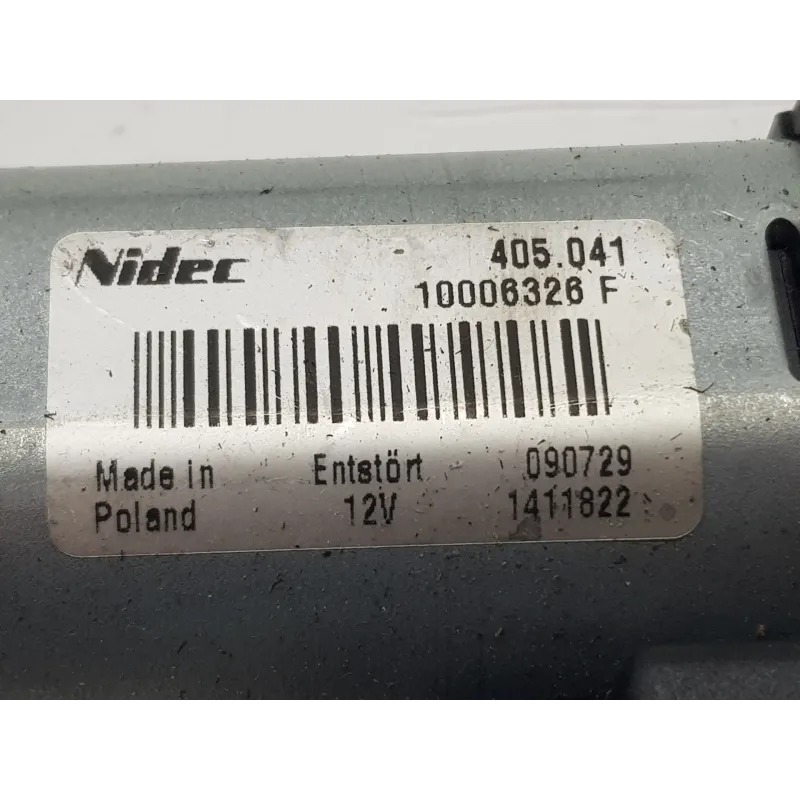 Nidec 405.041
10006326 F
Made in Entstört 090729
Poland 12V 1411822